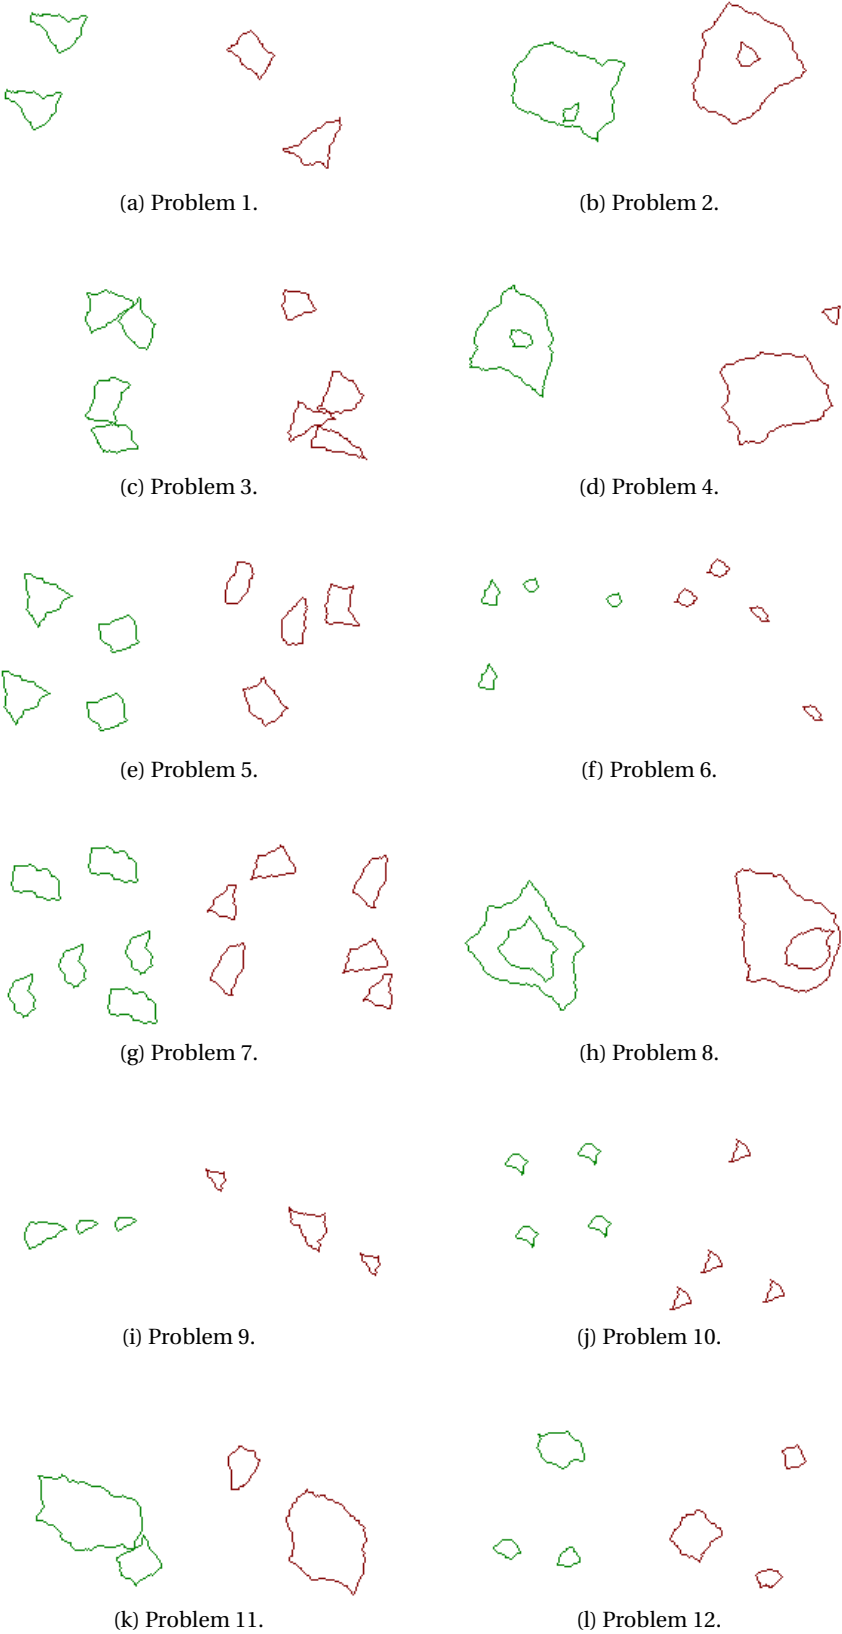 (a) Problem 1.
(b) Problem 2.
(c) Problem 3.
(d) Problem 4.
(e) Problem 5.
(f) Problem 6.
(g) Problem 7.
(h) Problem 8.
(i) Problem 9.
(j) Problem 10.
(k) Problem 11.
(l) Problem 12.